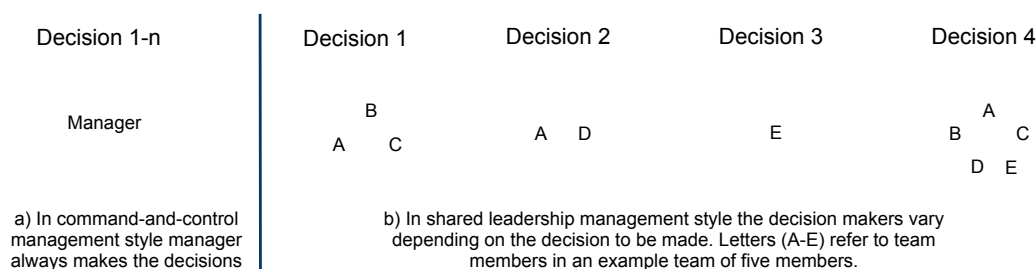 Decision 1-n
Manager
a) In command-and-control
management style manager
always makes the decisions
Decision 1
Decision 2
Decision 3
Decision 4
B
A C
A D
E
A
B C
D E
b) In shared leadership management style the decision makers vary
depending on the decision to be made. Letters (A-E) refer to team
members in an example team of five members.